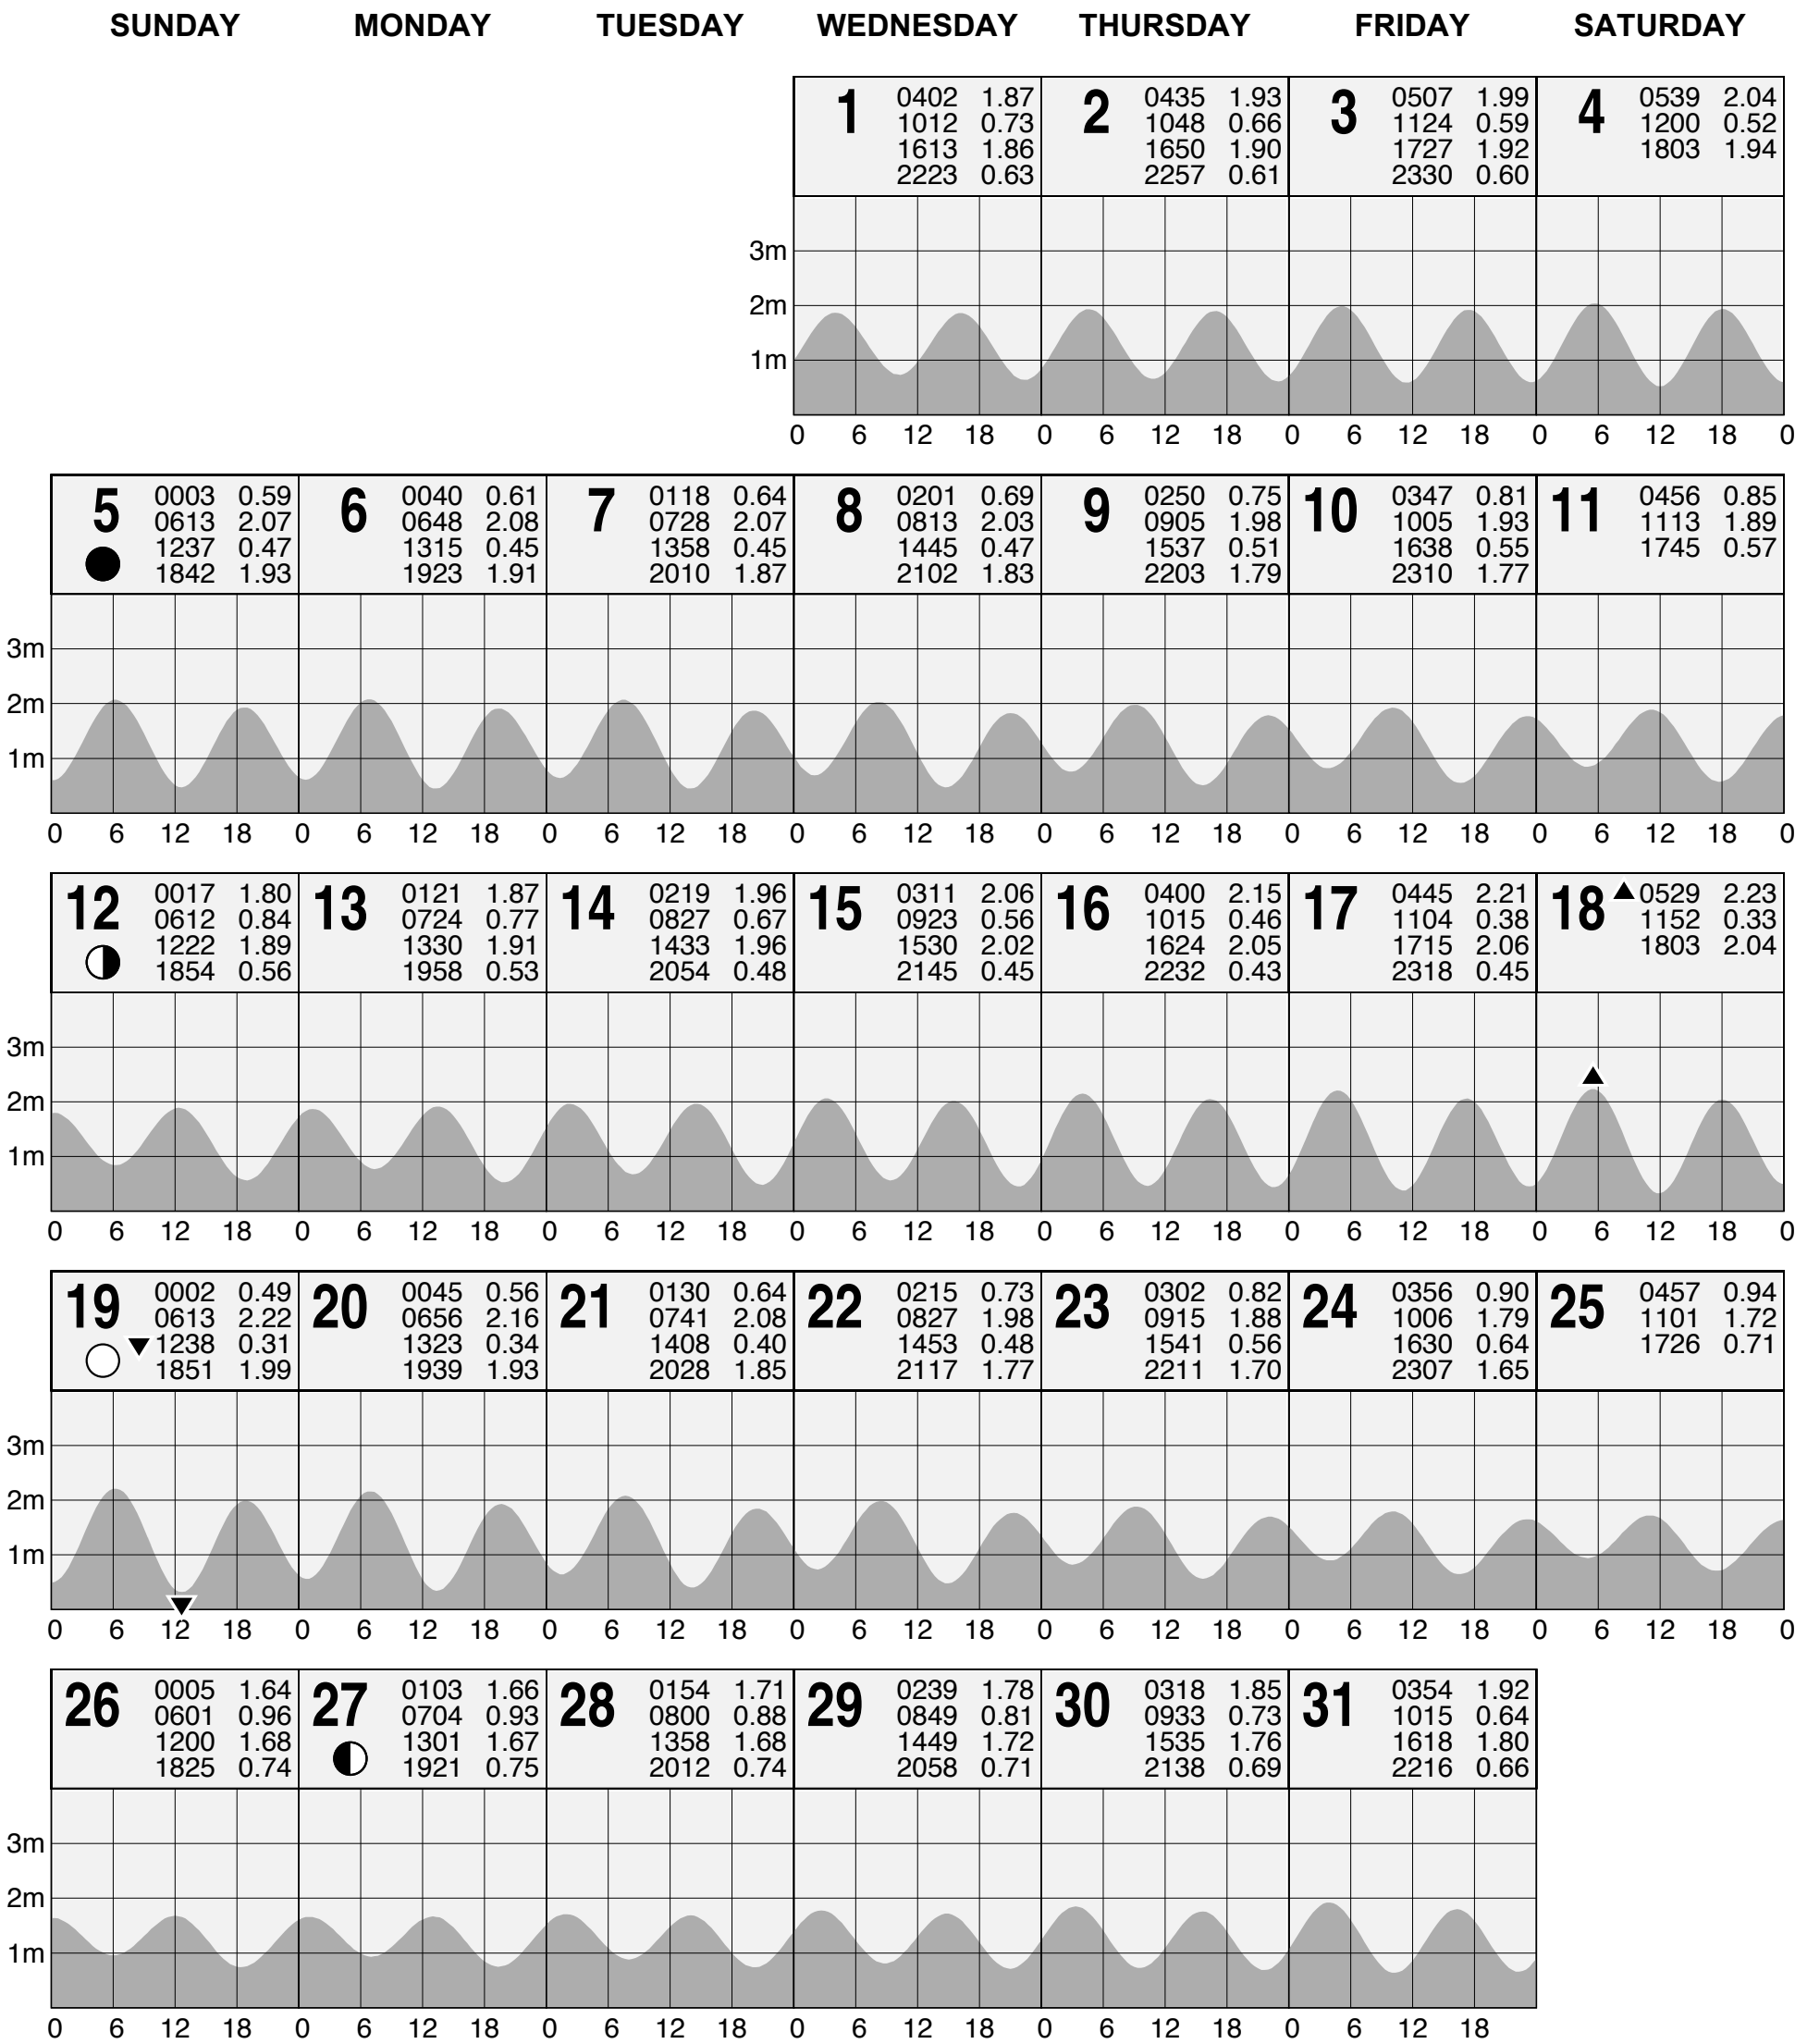 SUNDAY MONDAY TUESDAY WEDNESDAY THURSDAY FRIDAY SATURDAY
1 0402 1.87 2 0435 1.93 3 0507 1.99 4 0539 2.04
1012 0.73 1048 0.66 1124 0.59 1200 0.52
1613 1.86 1650 1.90 1727 1.92 1803 1.94
2223 0.63 2257 0.61 2330 0.60
3m
2m
1m
0 6 12 18 0 6 12 18 0 6 12 18 0 6 12 18 0
5 0003 0.59 6 0040 0.61 7 0118 0.64 8 0201 0.69 9 0250 0.75 10 0347 0.81 11 0456 0.85
0613 2.07 0648 2.08 0728 2.07 0813 2.03 0905 1.98 1005 1.93 1113 1.89
1237 0.47 1315 0.45 1358 0.45 1445 0.47 1537 0.51 1638 0.55 1745 0.57
1842 1.93 1923 1.91 2010 1.87 2102 1.83 2203 1.79 2310 1.77
3m
2m
1m
0 6 12 18 0 6 12 18 0 6 12 18 0 6 12 18 0 6 12 18 0 6 12 18 0 6 12 18 0
12 0017 1.80 13 0121 1.87 14 0219 1.96 15 0311 2.06 16 0400 2.15 17 0445 2.21 18 0529 2.23
0612 0.84 0724 0.77 0827 0.67 0923 0.56 1015 0.46 1104 0.38 1152 0.33
1222 1.89 1330 1.91 1433 1.96 1530 2.02 1624 2.05 1715 2.06 1803 2.04
1854 0.56 1958 0.53 2054 0.48 2145 0.45 2232 0.43 2318 0.45
3m
2m
1m
0 6 12 18 0 6 12 18 0 6 12 18 0 6 12 18 0 6 12 18 0 6 12 18 0 6 12 18 0
19 0002 0.49 20 0045 0.56 21 0130 0.64 22 0215 0.73 23 0302 0.82 24 0356 0.90 25 0457 0.94
0613 2.22 0656 2.16 0741 2.08 0827 1.98 0915 1.88 1006 1.79 1101 1.72
1238 0.31 1323 0.34 1408 0.40 1453 0.48 1541 0.56 1630 0.64 1726 0.71
1851 1.99 1939 1.93 2028 1.85 2117 1.77 2211 1.70 2307 1.65
3m
2m
1m
0 6 12 18 0 6 12 18 0 6 12 18 0 6 12 18 0 6 12 18 0 6 12 18 0 6 12 18 0
26 0005 1.64 27 0103 1.66 28 0154 1.71 29 0239 1.78 30 0318 1.85 31 0354 1.92
0601 0.96 0704 0.93 0800 0.88 0849 0.81 0933 0.73 1015 0.64
1200 1.68 1301 1.67 1358 1.68 1449 1.72 1535 1.76 1618 1.80
1825 0.74 1921 0.75 2012 0.74 2058 0.71 2138 0.69 2216 0.66
3m
2m
1m
0 6 12 18 0 6 12 18 0 6 12 18 0 6 12 18 0 6 12 18 0 6 12 18